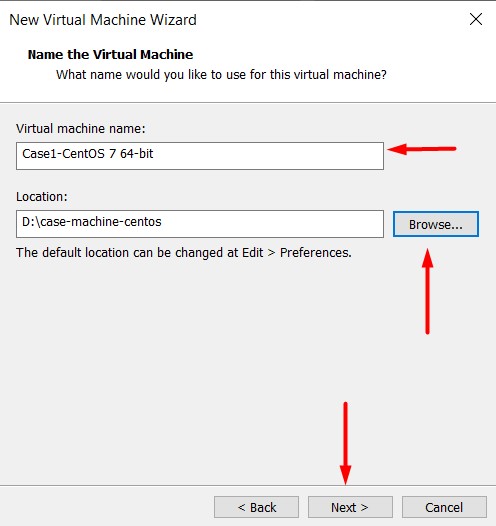 New Virtual Machine Wizard
Name the Virtual Machine
What name would you like to use for this virtual machine?
Virtual machine name:
Case1-CentOS 7 64-bit
Location:
D:\case-machine-centos
Browse...
The default location can be changed at Edit > Preferences.
< Back Next > Cancel